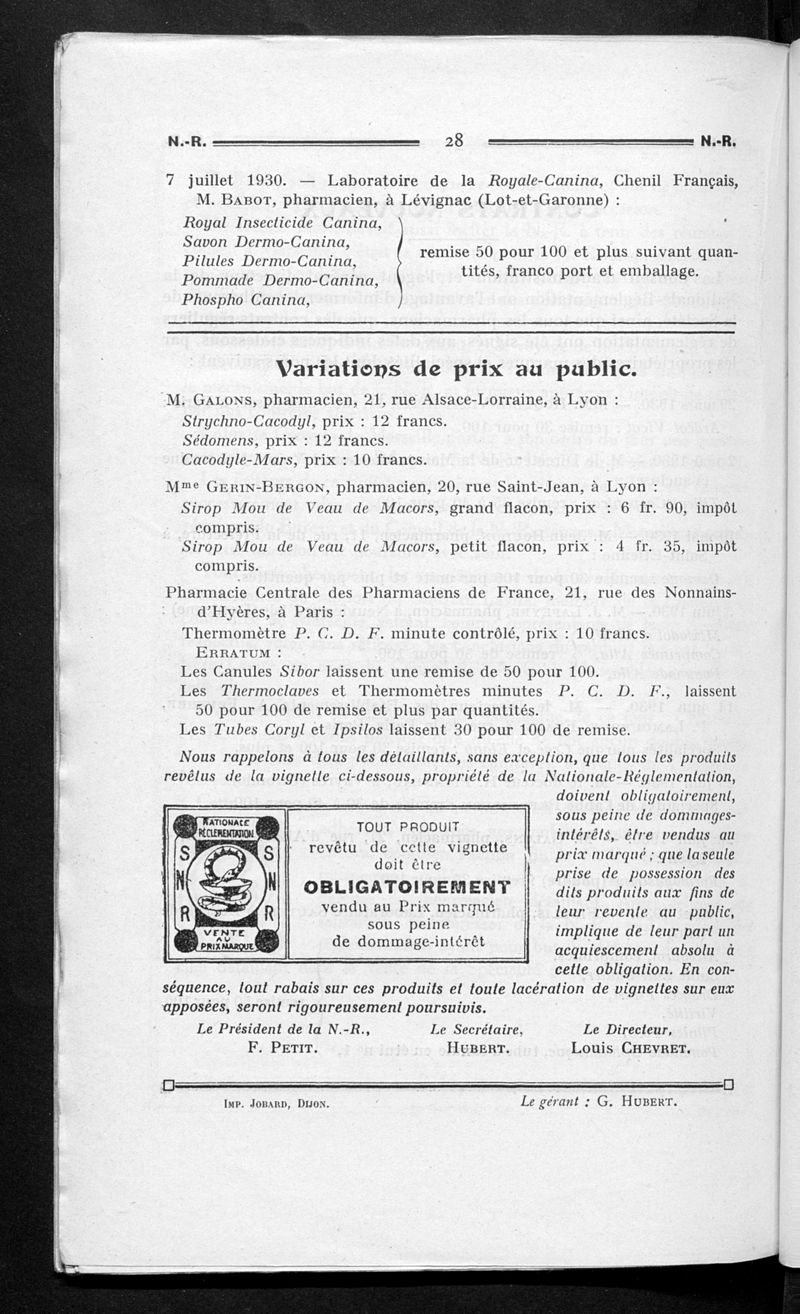 N.-R. 28 N.-R.
7 juillet 1930. — Laboratoire de la Royale-Canina, Chenil Français,
M. BABOT, pharmacien, à Lévignac (Lot-et-Garonne) :
Royal Insecticide Canina,
Savon Dermo-Canina,
Pilules Dermo-Canina,
Pommade Dermo-Canina,
Phospho Canina,
remise 50 pour 100 et plus suivant quan-
tités, franco port et emballage.
Variations de prix au public.
M. GALONS, pharmacien, 21, rue Alsace-Lorraine, à Lyon :
Strychno-Cacodyl, prix : 12 francs.
Sédomens, prix : 12 francs.
Cacodyle-Mars, prix : 10 francs.
Mme GERIN-BERGON, pharmacien, 20, rue Saint-Jean, à Lyon :
Sirop Mou de Veau de Macors, grand flacon, prix : 6 fr. 90, impôt
compris.
Sirop Mou de Veau de Macors, petit flacon, prix : 4 fr. 35, impôt
compris.
Pharmacie Centrale des Pharmaciens de France, 21, rue des Nonnains-
d'Hyères, à Paris :
Thermomètre P. C. D. F. minute contrôlé, prix : 10 francs.
ERRATUM :
Les Canules Sibor laissent une remise de 50 pour 100.
Les Thermoclaves et Thermomètres minutes P. C. D. F., laissent
50 pour 100 de remise et plus par quantités.
Les Tubes Coryl et Ipsilos laissent 30 pour 100 de remise.
Nous rappelons à tous les détaillants, sans exception, que tous les produits
revêtus de la vignette ci-dessous, propriété de la Nationale-Réglementation,
doivent obligatoirement,
sous peine de dommages-
intérêts, être vendus au
prix marqué ; que la seule
prise de possession des
dits produits aux fins de
leur revente au public,
implique de leur part un
acquiescement absolu à
cette obligation. En con-
séquence, tout rabais sur ces produits et toute lacération de vignettes sur eux
apposées, seront rigoureusement poursuivis.
NATIONALE
RÉGLEMENTATION
S S
N N
R R
VENTE
AU
PRIX MARQUÉ
TOUT PRODUIT
revêtu de cette vignette
doit être
OBLIGATOIREMENT
vendu au Prix marqué
sous peine
de dommage-intérêt
Le Président de la N.-R., Le Secrétaire, Le Directeur,
F. PETIT. HUBERT. Louis CHEVRET.
IMP. JOBARD, DIJON. Le gérant : G. HUBERT.